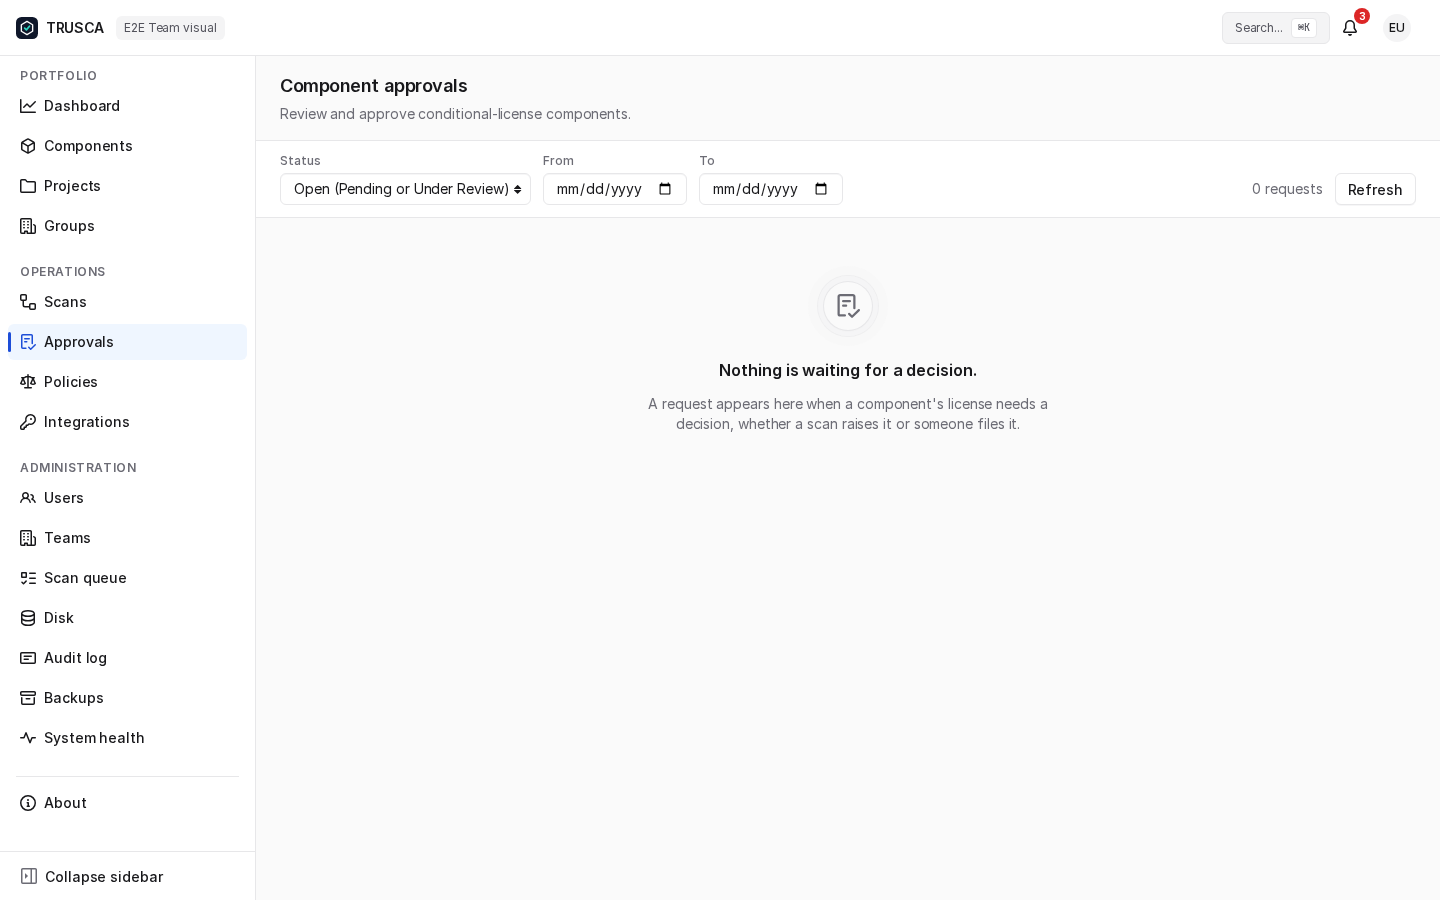 TRUSCA
E2E Team visual
Search...
⌘K
3
EU
PORTFOLIO
Dashboard
Components
Projects
Groups
OPERATIONS
Scans
Approvals
Policies
Integrations
ADMINISTRATION
Users
Teams
Scan queue
Disk
Audit log
Backups
System health
About
Collapse sidebar
Component approvals
Review and approve conditional-license components.
Status
From
To
Open (Pending or Under Review)
mm/dd/yyyy
mm/dd/yyyy
0 requests
Refresh
Nothing is waiting for a decision.
A request appears here when a component's license needs a
decision, whether a scan raises it or someone files it.